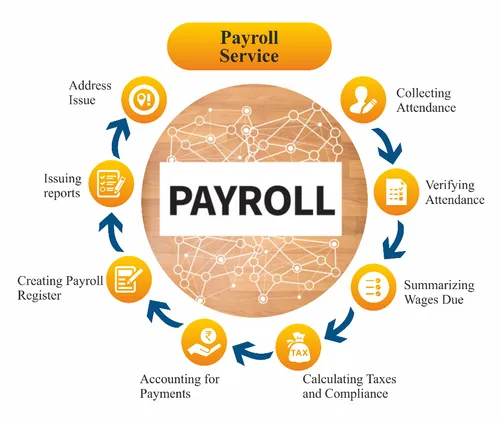 Payroll
Service
Collecting
Attendance
Verifying
Attendance
Summarizing
Wages Due
TAX
Calculating Taxes
and Compliance
₹
Accounting for
Payments
Creating Payroll
Register
Issuing
reports
Address
Issue
PAYROLL